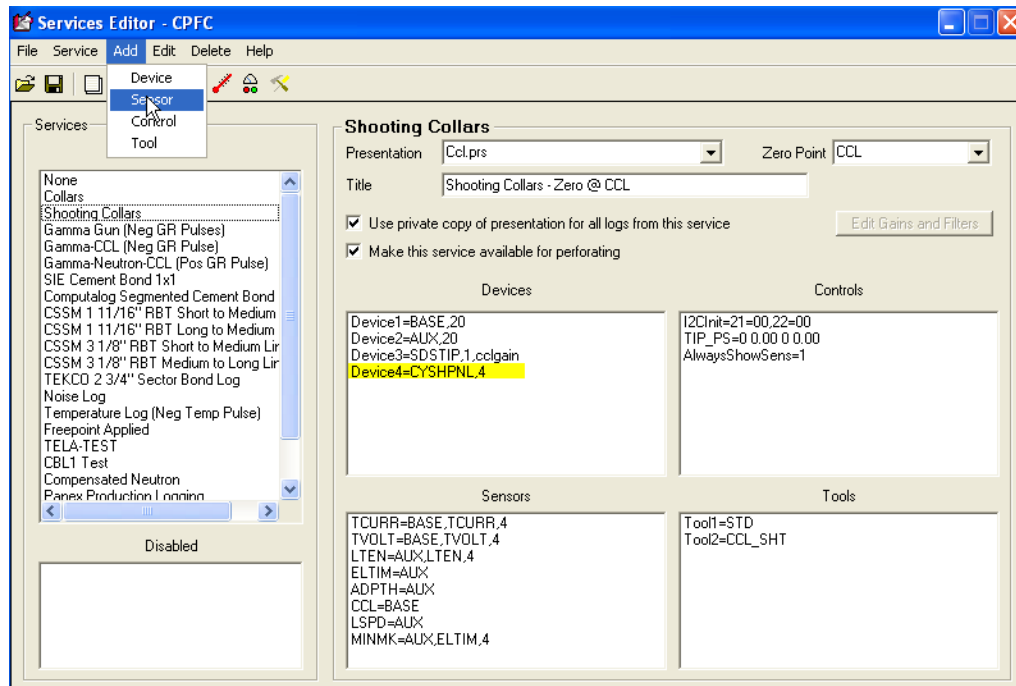 Services Editor - CPFC
File Service Add Edit Delete Help
Device
Sensor
Control
Tool
Services
None
Collars
Shooting Collars
Gamma Gun (Neg GR Pulses)
Gamma-CCL (Neg GR Pulse)
Gamma-Neutron-CCL (Pos GR Pulse)
SIE Cement Bond 1x1
Computalog Segmented Cement Bond
CSSM 1 11/16" RBT Short to Medium
CSSM 1 11/16" RBT Long to Medium
CSSM 3 1/8" RBT Short to Medium Lir
CSSM 3 1/8" RBT Medium to Long Lir
TEKCO 2 3/4" Sector Bond Log
Noise Log
Temperature Log (Neg Temp Pulse)
Freepoint Applied
TELA-TEST
CBL1 Test
Compensated Neutron
Panex Production Logging
Disabled
Shooting Collars
Presentation Ccl.prs Zero Point CCL
Title Shooting Collars - Zero @ CCL
Use private copy of presentation for all logs from this service
Edit Gains and Filters
Make this service available for perforating
Devices
Device1=BASE,20
Device2=AUX,20
Device3=SDSTIP,1,cclgain
Device4=CYSHPNL,4
Controls
I2CInit=21=00,22=00
TIP_PS=0 0.00 0 0.00
AlwaysShowSens=1
Sensors
TCURR=BASE,TCURR,4
TVOLT=BASE,TVOLT,4
LTEN=AUX,LTEN,4
ELTIM=AUX
ADPTH=AUX
CCL=BASE
LSPD=AUX
MINMK=AUX,ELTIM,4
Tools
Tool1=STD
Tool2=CCL_SHT